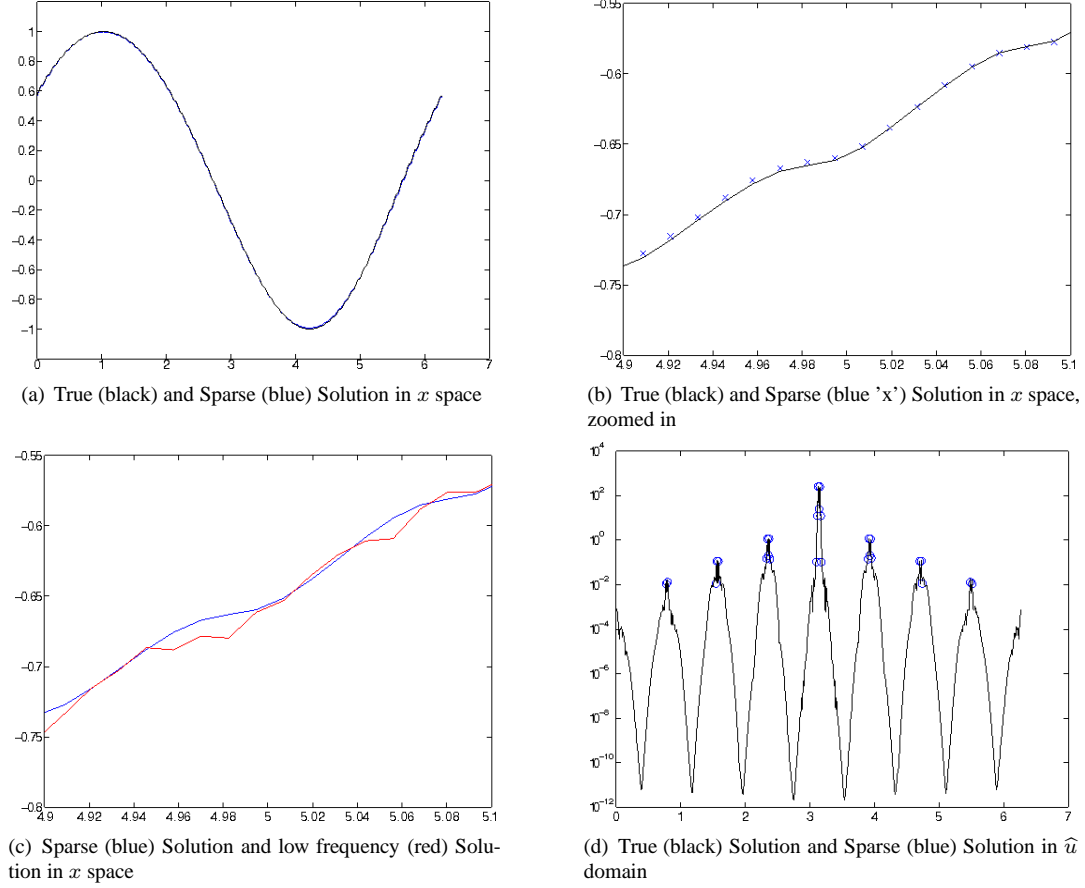 1
0.8
0.6
0.4
0.2
0
−0.2
−0.4
−0.6
−0.8
−1
0 1 2 3 4 5 6 7
(a) True (black) and Sparse (blue) Solution in x space
−0.55
−0.6
−0.65
−0.7
−0.75
−0.8
4.9 4.92 4.94 4.96 4.98 5 5.02 5.04 5.06 5.08 5.1
(b) True (black) and Sparse (blue 'x') Solution in x space,
zoomed in
−0.55
−0.6
−0.65
−0.7
−0.75
−0.8
4.9 4.92 4.94 4.96 4.98 5 5.02 5.04 5.06 5.08 5.1
(c) Sparse (blue) Solution and low frequency (red) Solu-
tion in x space
10^4
10^2
10^0
10^−2
10^−4
10^−6
10^−8
10^−10
10^−12
0 1 2 3 4 5 6 7
(d) True (black) Solution and Sparse (blue) Solution in û
domain